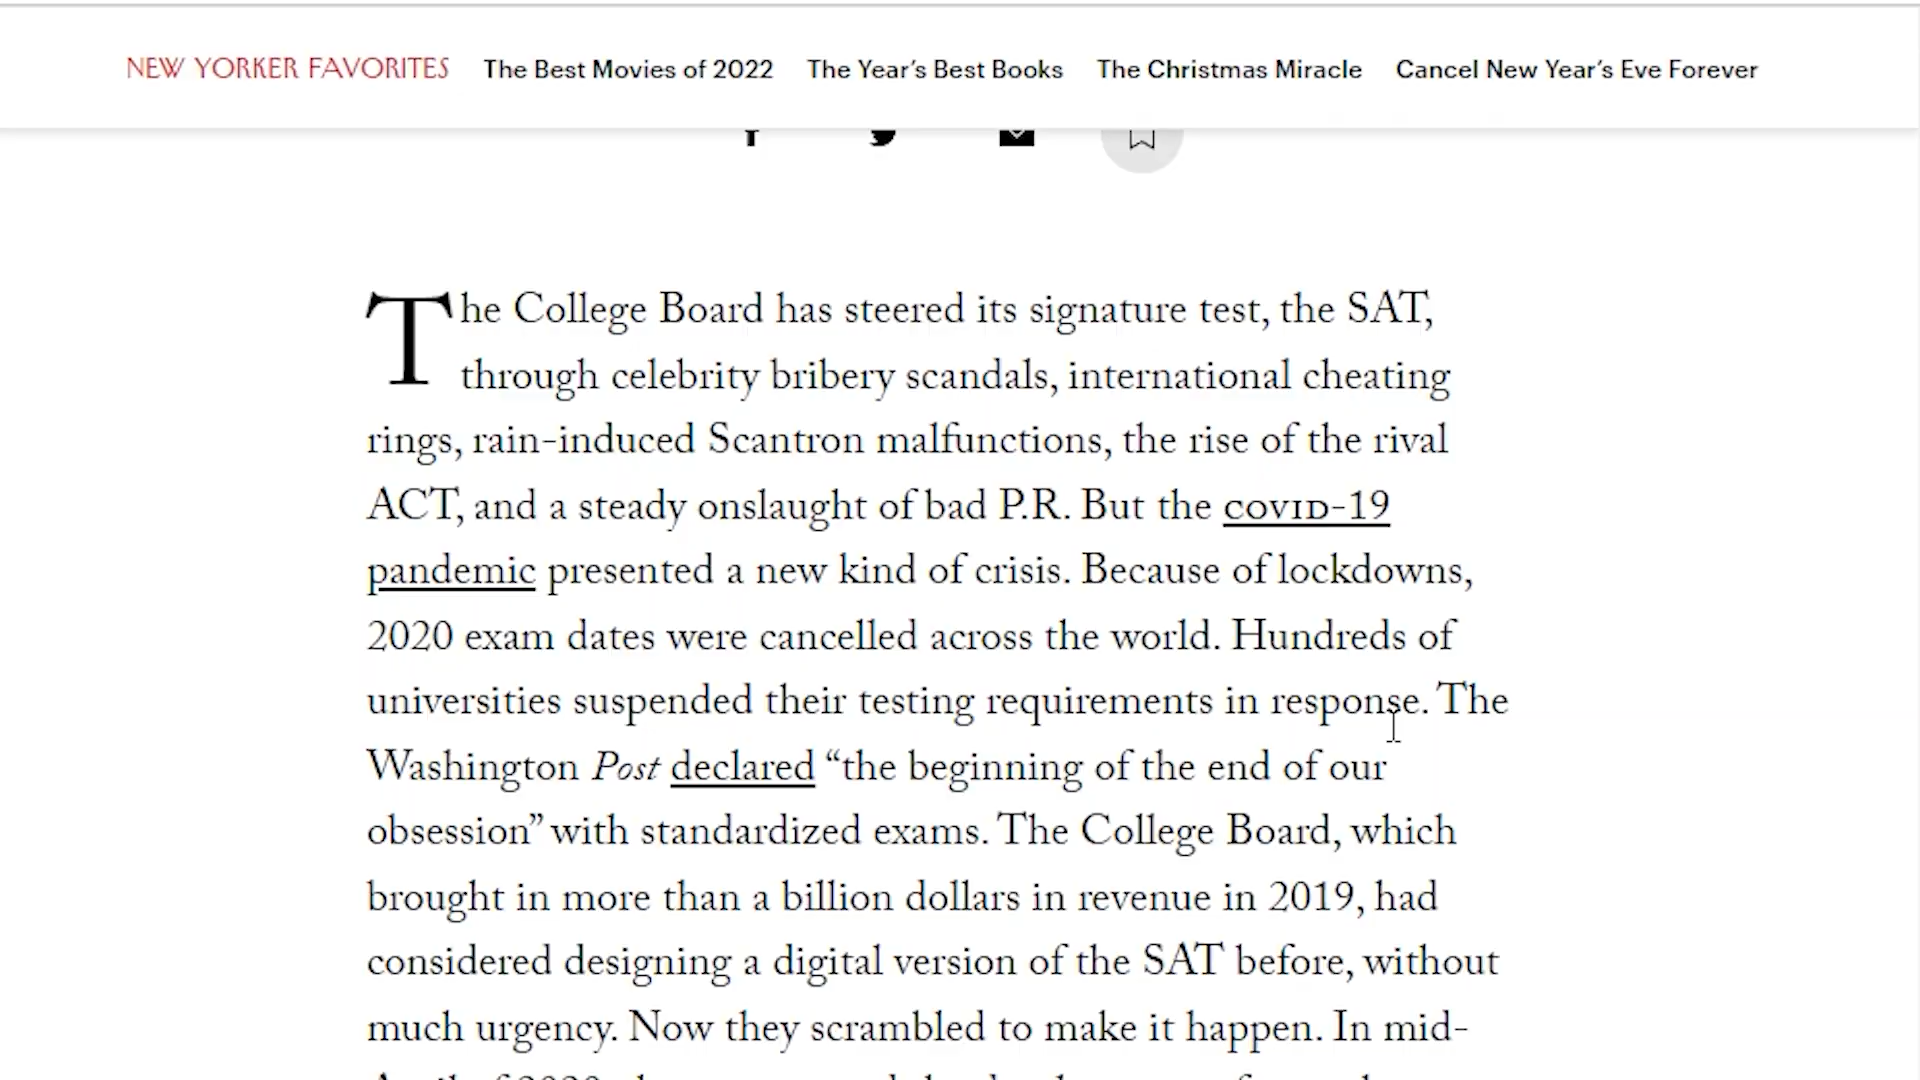 NEW YORKER FAVORITES The Best Movies of 2022 The Year’s Best Books The Christmas Miracle Cancel New Year’s Eve Forever
The College Board has steered its signature test, the SAT,
through celebrity bribery scandals, international cheating
rings, rain-induced Scantron malfunctions, the rise of the rival
ACT, and a steady onslaught of bad P.R. But the COVID-19
pandemic presented a new kind of crisis. Because of lockdowns,
2020 exam dates were cancelled across the world. Hundreds of
universities suspended their testing requirements in response. The
Washington Post declared “the beginning of the end of our
obsession” with standardized exams. The College Board, which
brought in more than a billion dollars in revenue in 2019, had
considered designing a digital version of the SAT before, without
much urgency. Now they scrambled to make it happen. In mid-